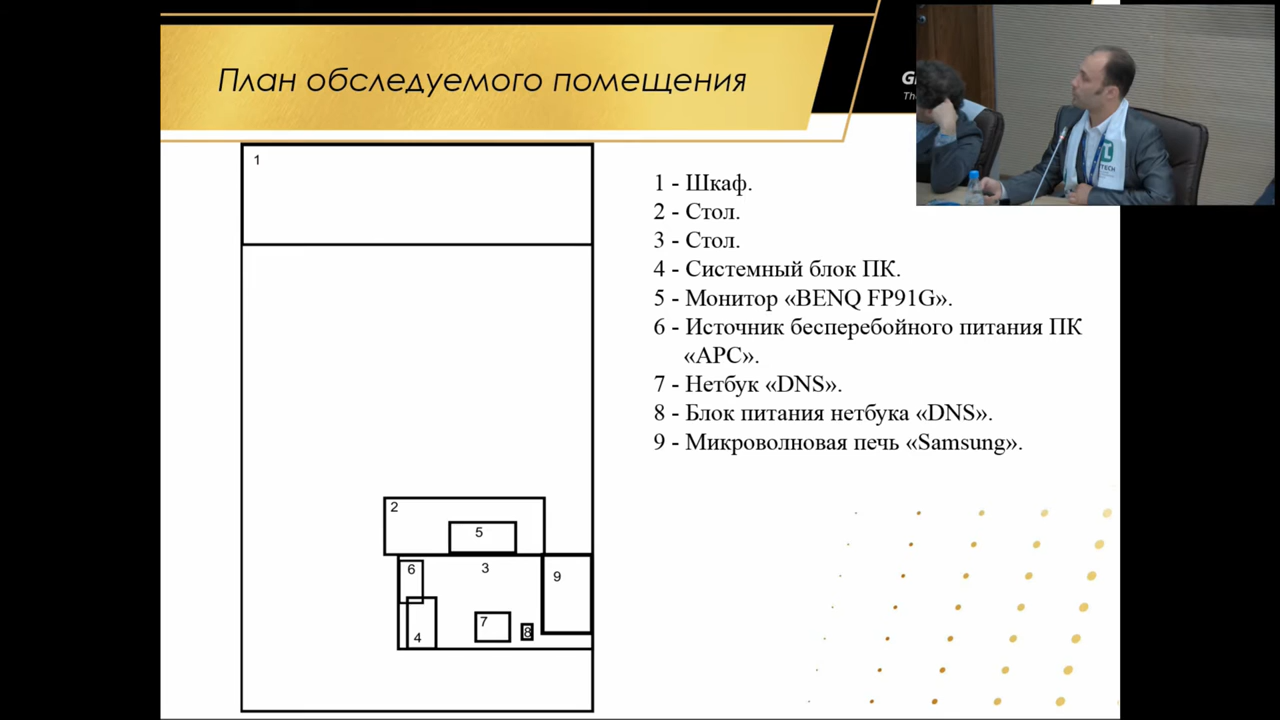 План обследуемого помещения
1
1 - Шкаф.
2 - Стол.
3 - Стол.
4 - Системный блок ПК.
5 - Монитор «BENQ FP91G».
6 - Источник бесперебойного питания ПК
«APC».
7 - Нетбук «DNS».
8 - Блок питания нетбука «DNS».
9 - Микроволновая печь «Samsung».
2
5
6
3
9
7
8
4
TECH